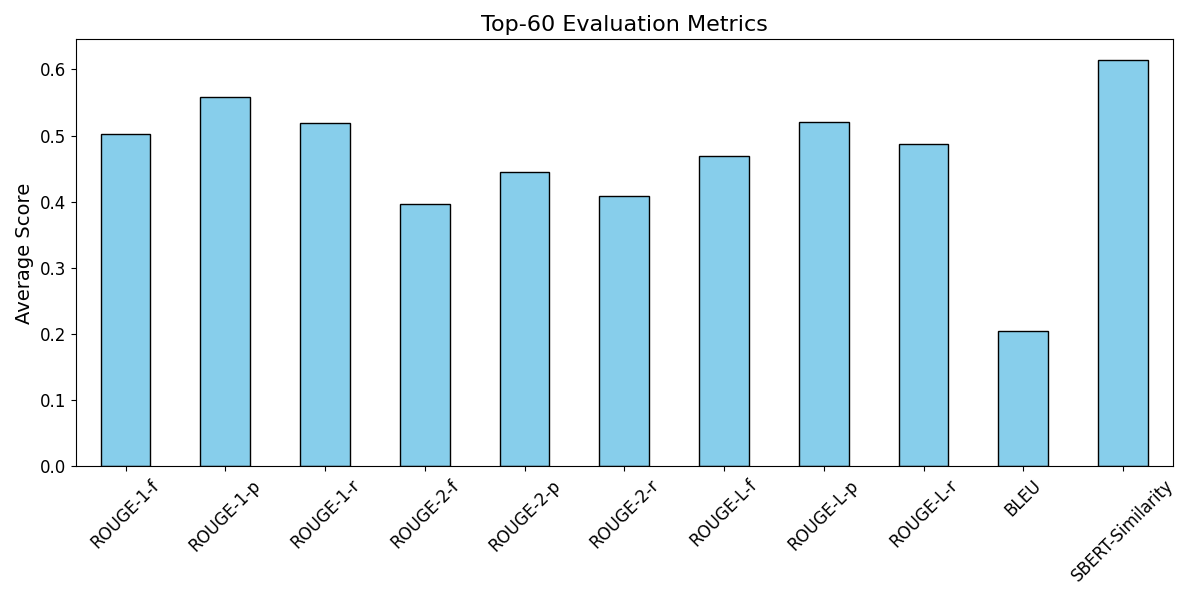 Top-60 Evaluation Metrics
Average Score
0.6
0.5
0.4
0.3
0.2
0.1
0.0
ROUGE-1-f
ROUGE-1-p
ROUGE-1-r
ROUGE-2-f
ROUGE-2-p
ROUGE-2-r
ROUGE-L-f
ROUGE-L-p
ROUGE-L-r
BLEU
SBERT-Similarity